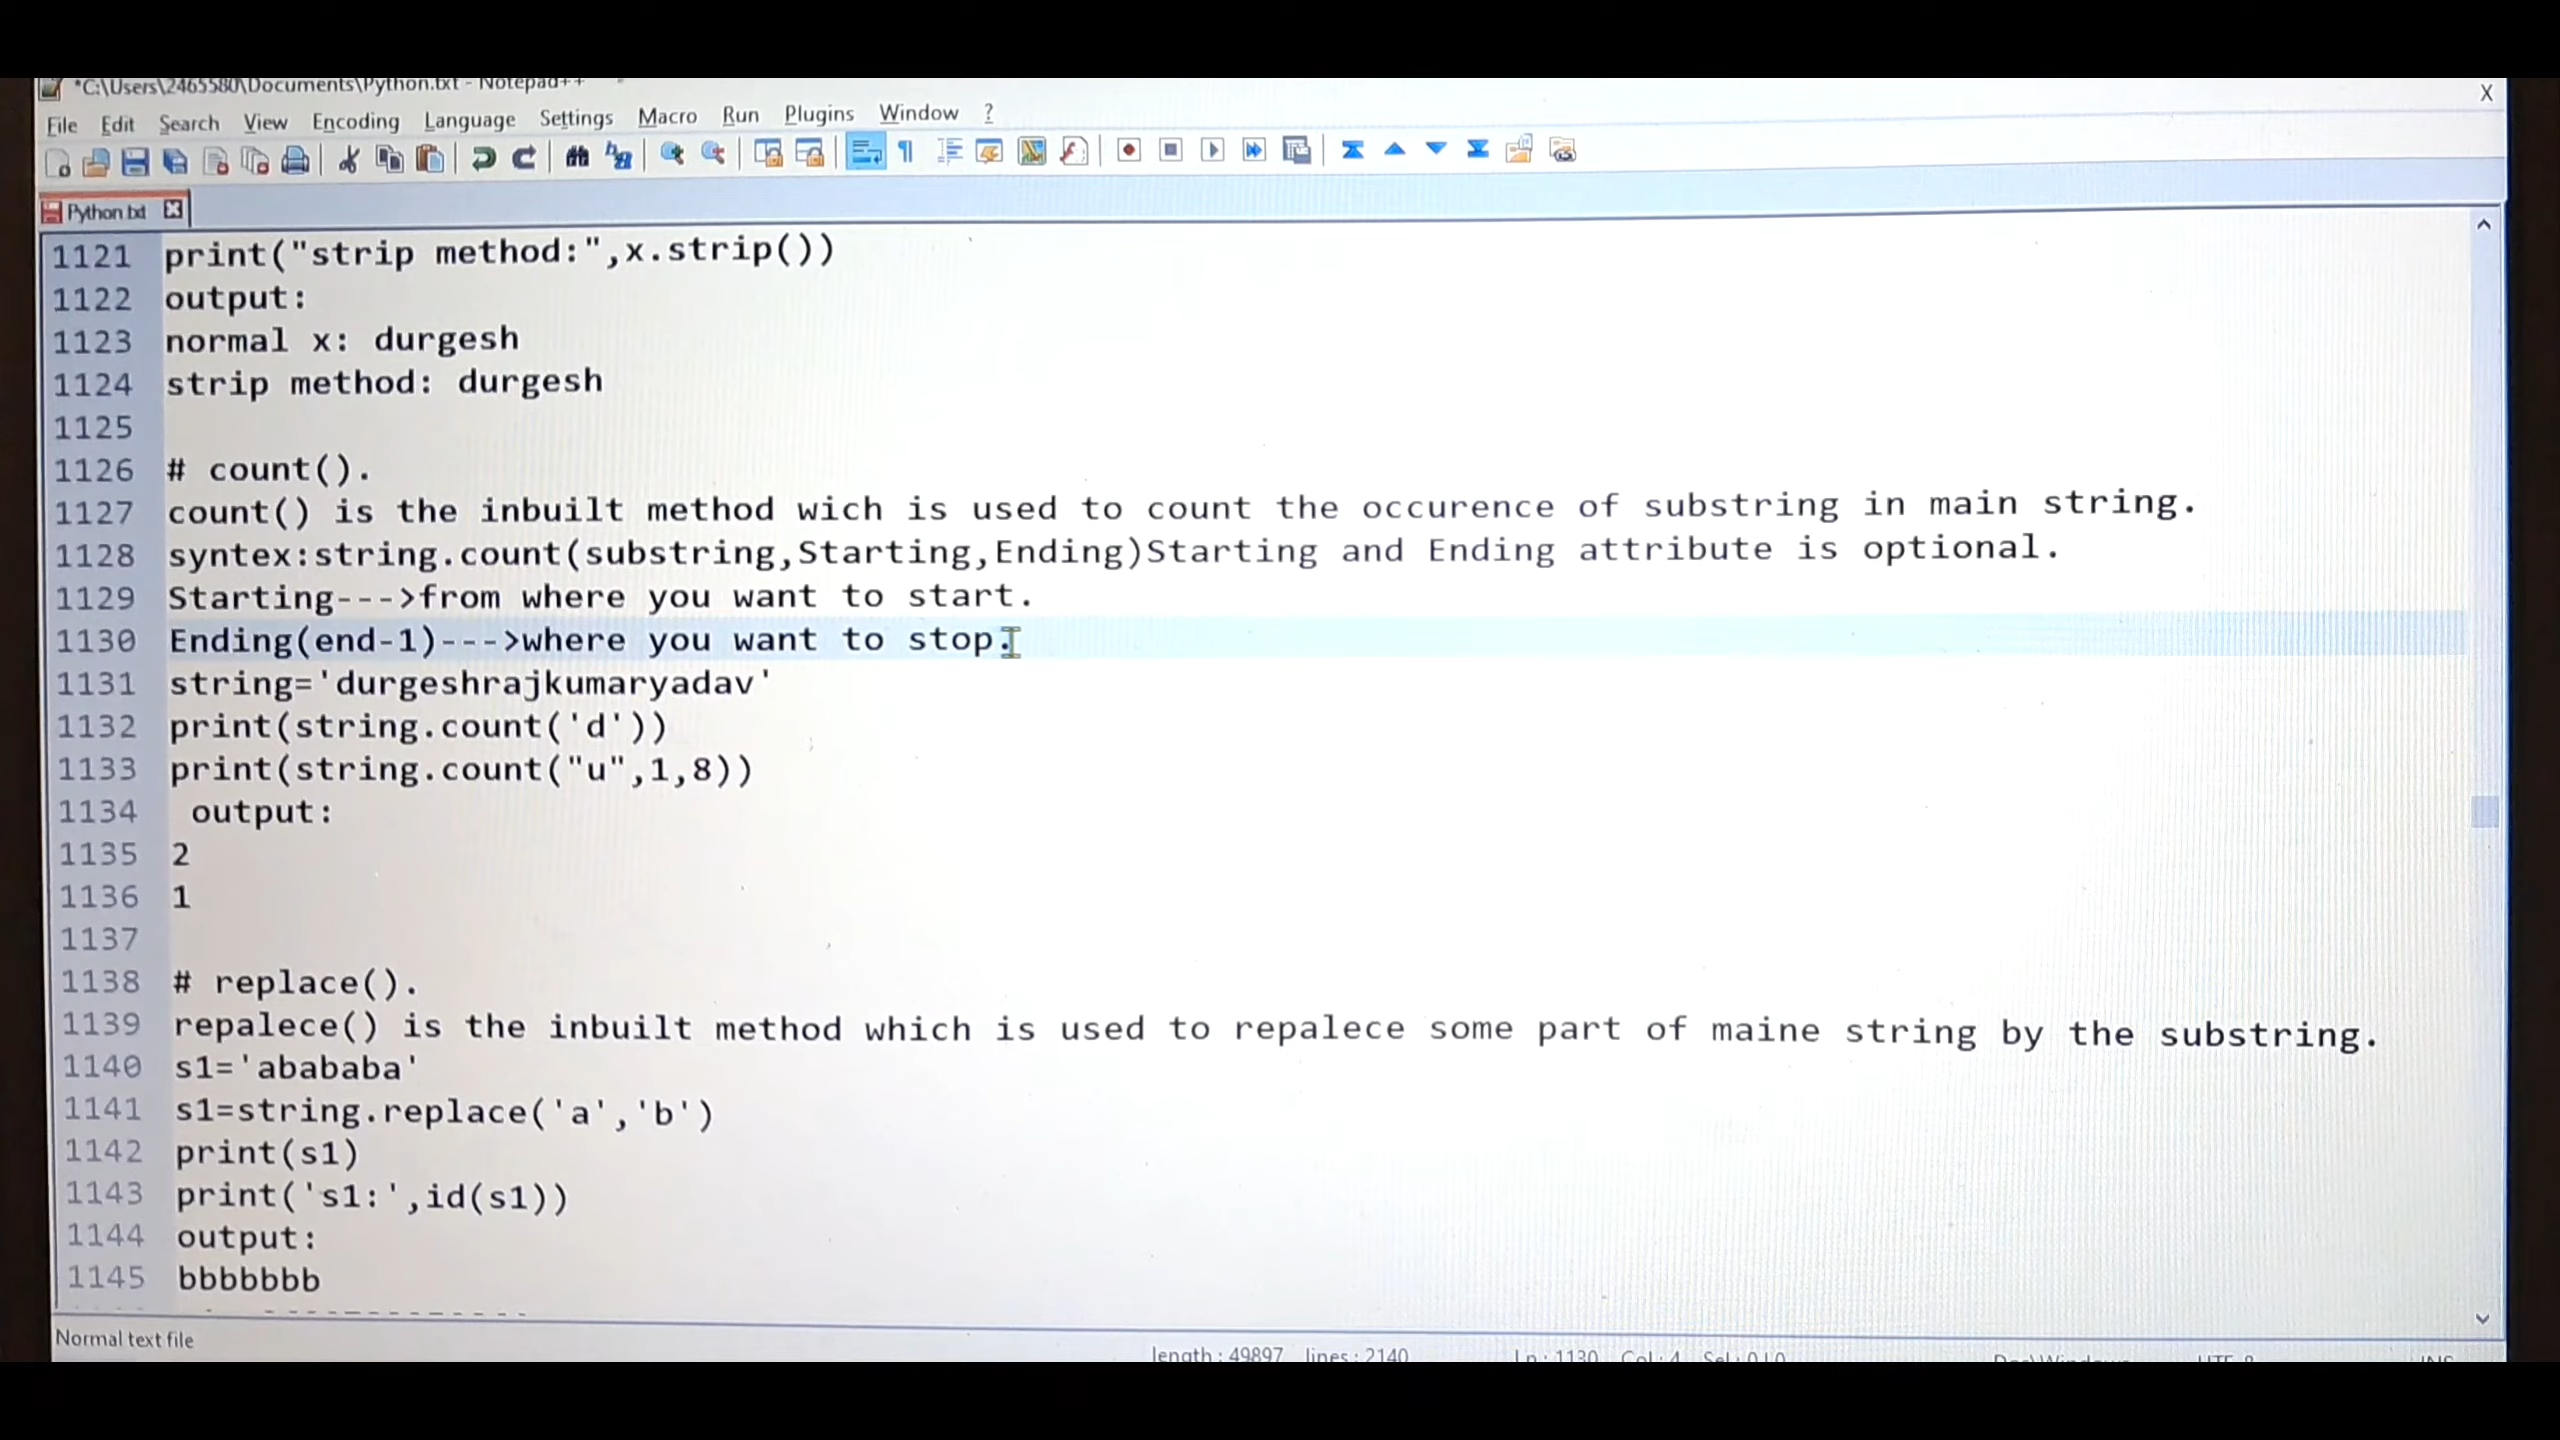 *C:\Users\2465580\Documents\Python.txt - Notepad++
X
File Edit Search View Encoding Language Settings Macro Run Plugins Window ?
Python.txt
1121 print("strip method:",x.strip())
1122 output:
1123 normal x: durgesh
1124 strip method: durgesh
1125
1126 # count().
1127 count() is the inbuilt method wich is used to count the occurence of substring in main string.
1128 syntex:string.count(substring,Starting,Ending)Starting and Ending attribute is optional.
1129 Starting--->from where you want to start.
1130 Ending(end-1)--->where you want to stop.
1131 string='durgeshrajkumaryadav'
1132 print(string.count('d'))
1133 print(string.count("u",1,8))
1134 output:
1135 2
1136 1
1137
1138 # replace().
1139 repalece() is the inbuilt method which is used to repalece some part of maine string by the substring.
1140 s1='abababa'
1141 s1=string.replace('a','b')
1142 print(s1)
1143 print('s1:',id(s1))
1144 output:
1145 bbbbbbb
Normal text file
length : 49897 lines : 2140 Ln : 1130 Col : 4 Sel : 0 | 0